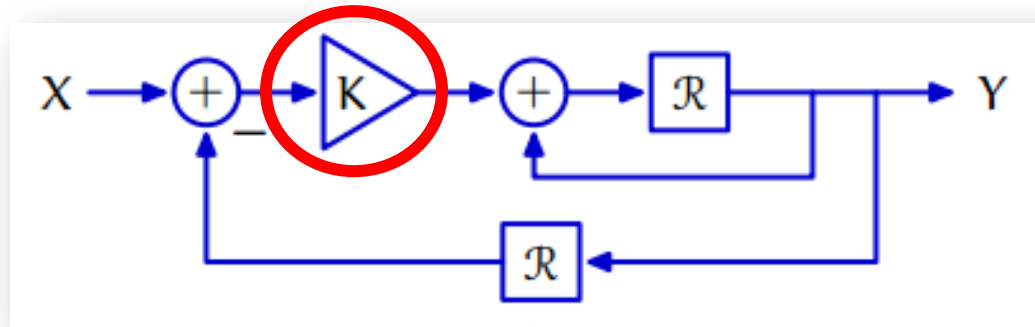 X + K + ℛ Y
−
ℛ